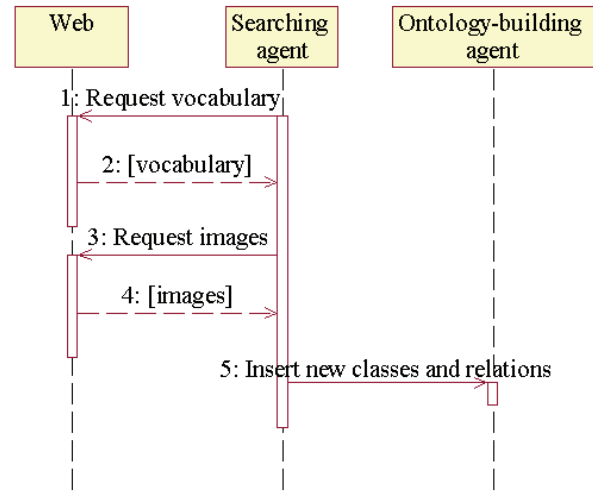 Web
Searching
agent
Ontology-building
agent
1: Request vocabulary
2: [vocabulary]
3: Request images
4: [images]
5: Insert new classes and relations